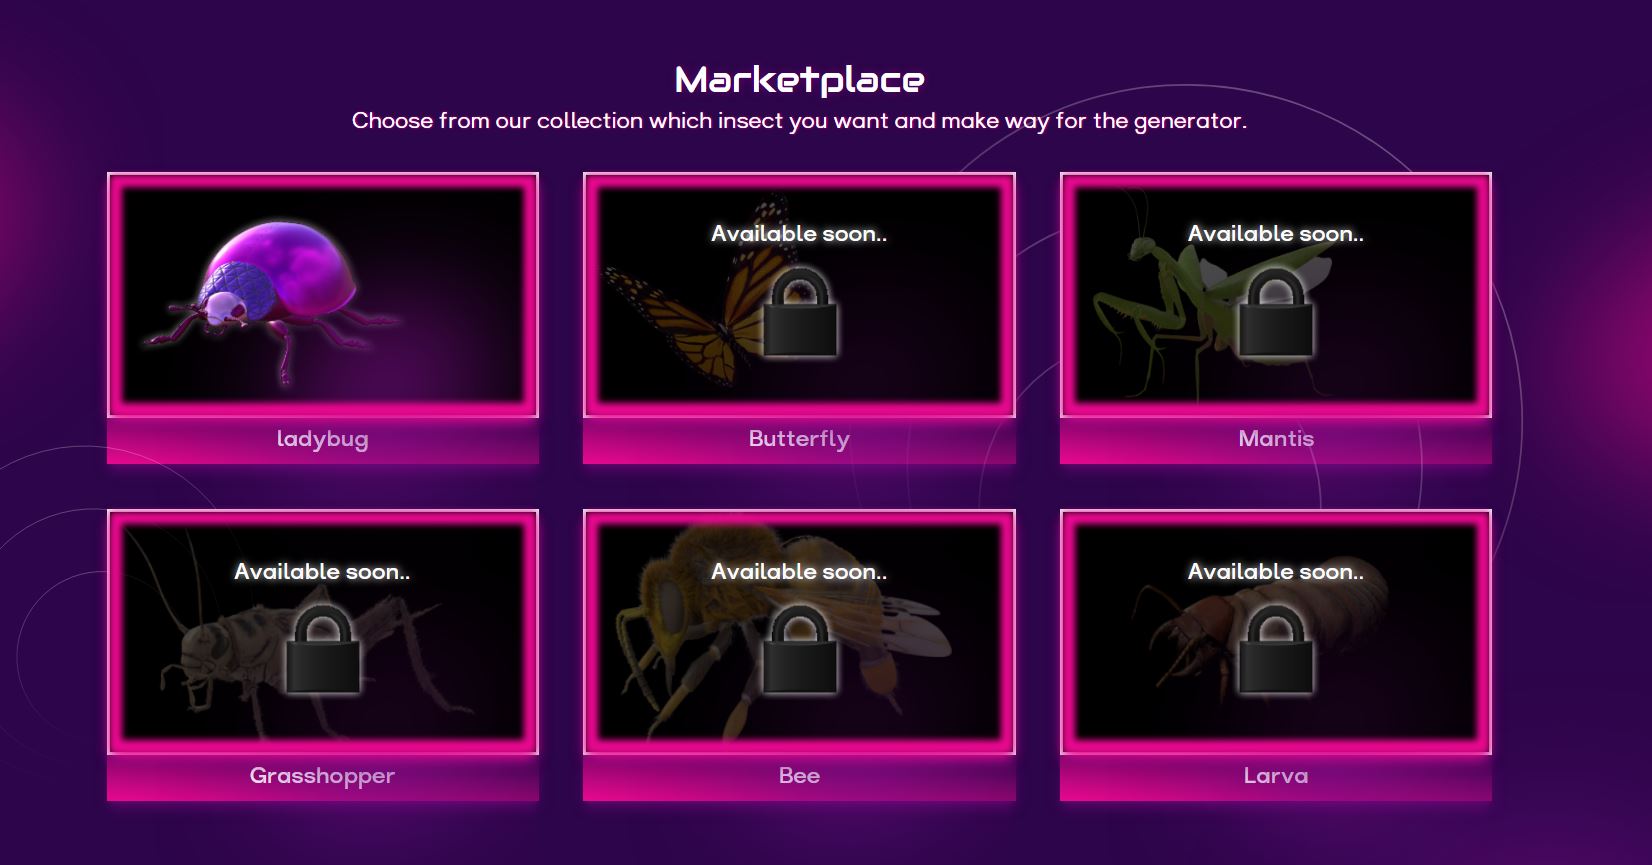 Marketplace
Choose from our collection which insect you want and make way for the generator.
Available soon..
Available soon..
ladybug
Butterfly
Mantis
Available soon..
Available soon..
Available soon..
Grasshopper
Bee
Larva